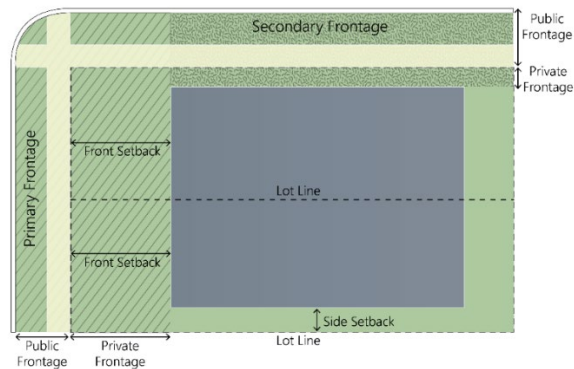 Secondary Frontage
Public
Frontage
Private
Frontage
Primary Frontage
Front Setback
Lot Line
Front Setback
Side Setback
Lot Line
Public
Frontage
Private
Frontage